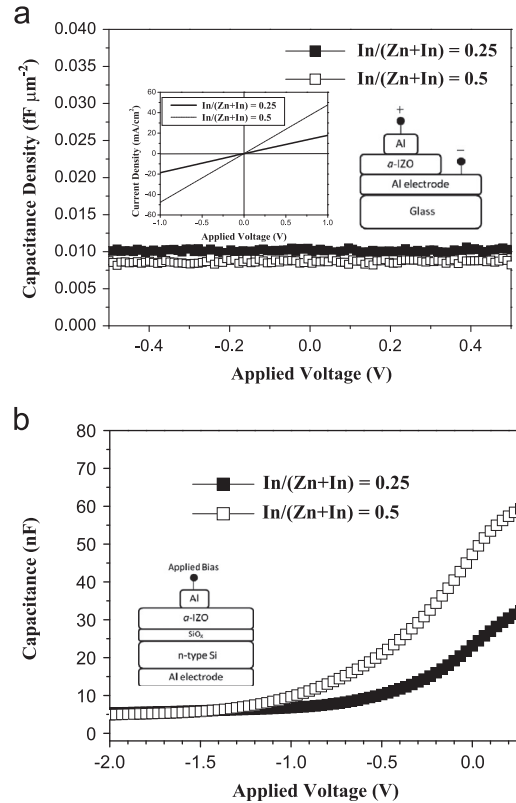 a
0.040
0.035
0.030
0.025
0.020
0.015
0.010
0.005
0.000
Capacitance Density (fF μm⁻²)
In/(Zn+In) = 0.25
In/(Zn+In) = 0.5
60
40
20
0
-20
-40
-60
Current Density (mA/cm²)
In/(Zn+In) = 0.25
In/(Zn+In) = 0.5
-1.0 -0.5 0.0 0.5 1.0
Applied Voltage (V)
+
−
Al
a-IZO
Al electrode
Glass
-0.4 -0.2 0.0 0.2 0.4
Applied Voltage (V)
b
80
70
60
50
40
30
20
10
0
Capacitance (nF)
In/(Zn+In) = 0.25
In/(Zn+In) = 0.5
Applied Bias
Al
a-IZO
SiOₓ
n-type Si
Al electrode
-2.0 -1.5 -1.0 -0.5 0.0
Applied Voltage (V)